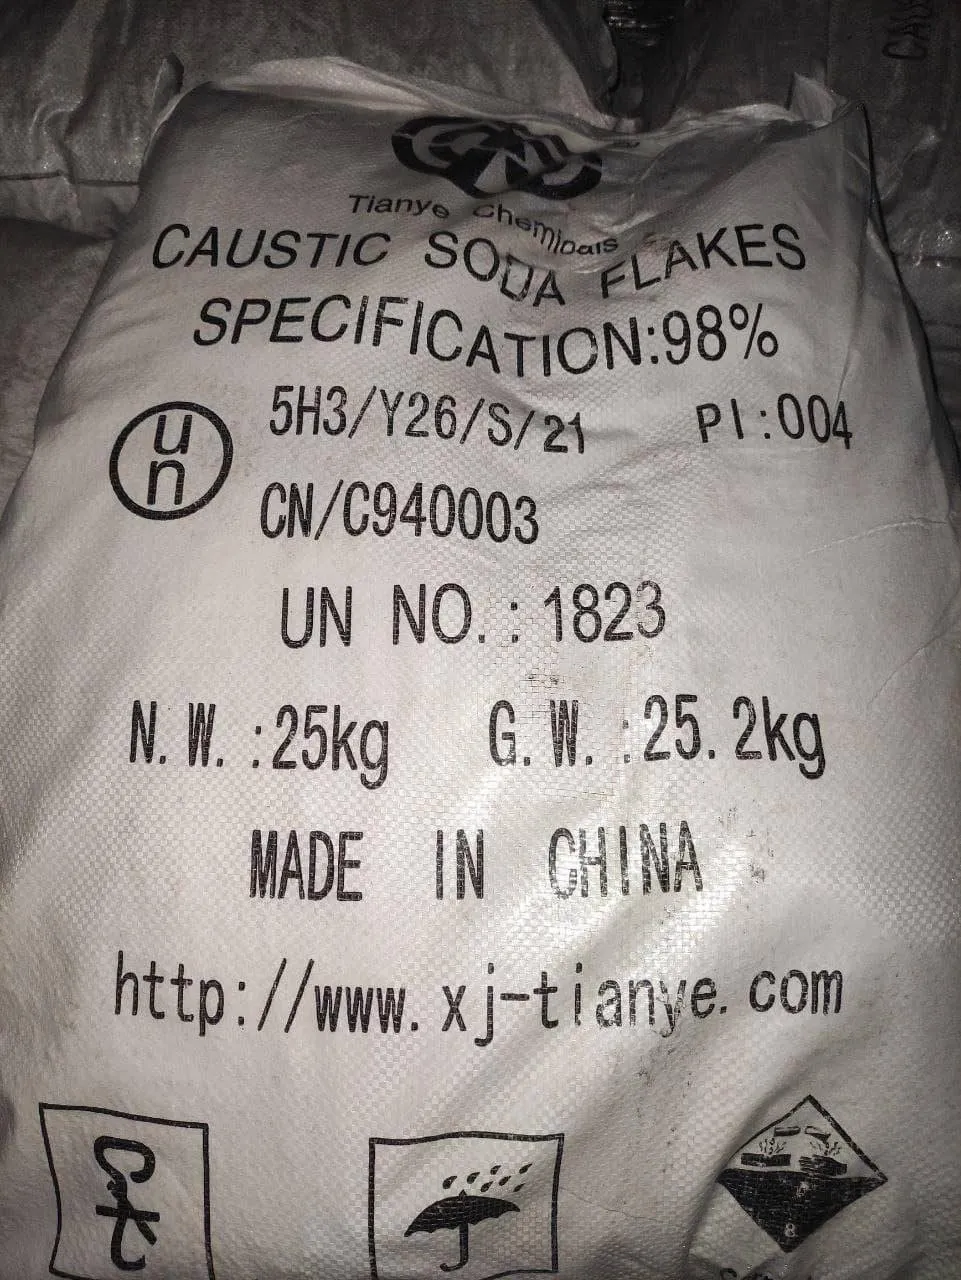 Tianye Chemicals
CAUSTIC SODA FLAKES
SPECIFICATION:98%
un
5H3/Y26/S/21 PI:004
CN/C940003
UN NO.:1823
N.W.:25kg G.W.:25.2kg
MADE IN CHINA
http://www.xj-tianye.com
8